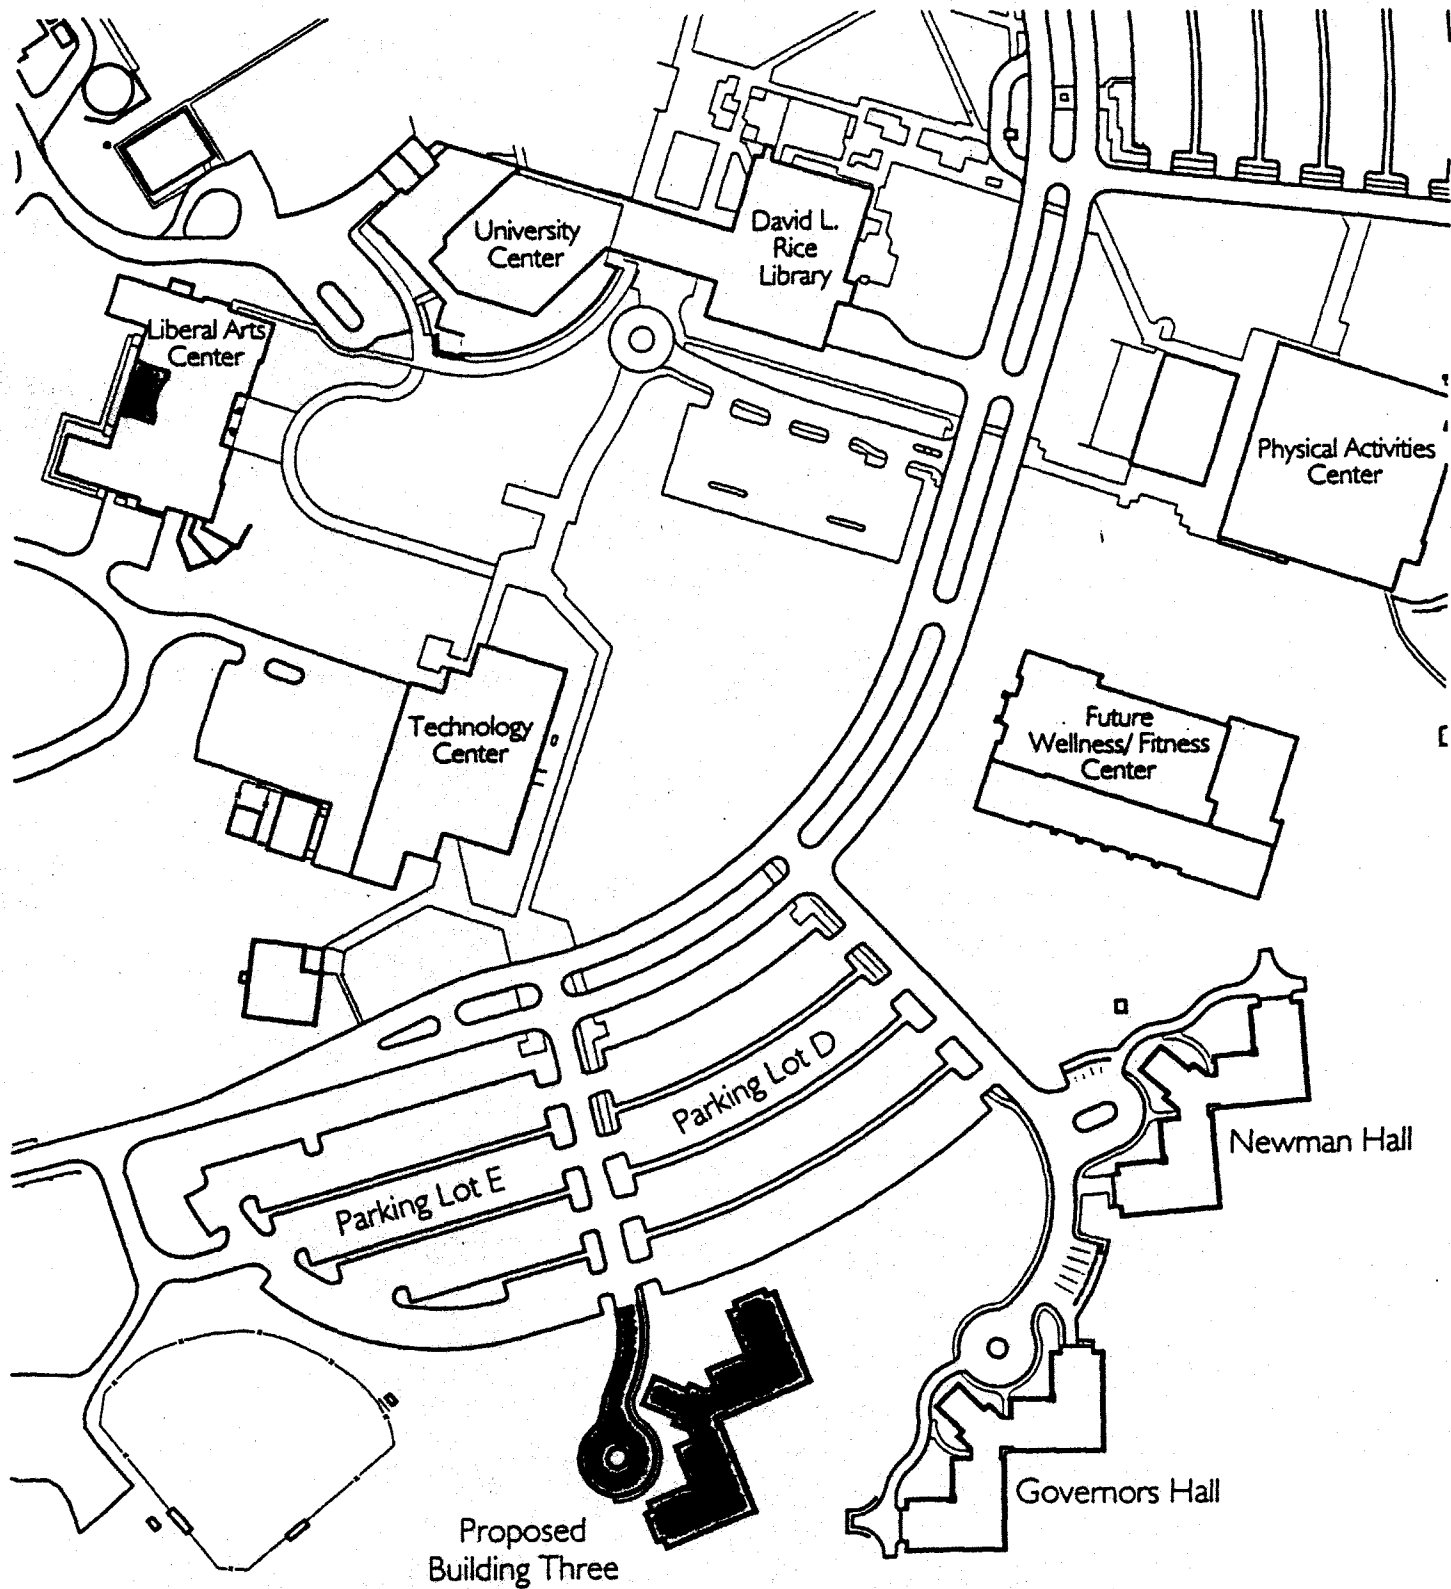 University
Center
David L.
Rice
Library
Liberal Arts
Center
Physical Activities
Center
Technology
Center
Future
Wellness/ Fitness
Center
Parking Lot D
Parking Lot E
Newman Hall
Governors Hall
Proposed
Building Three